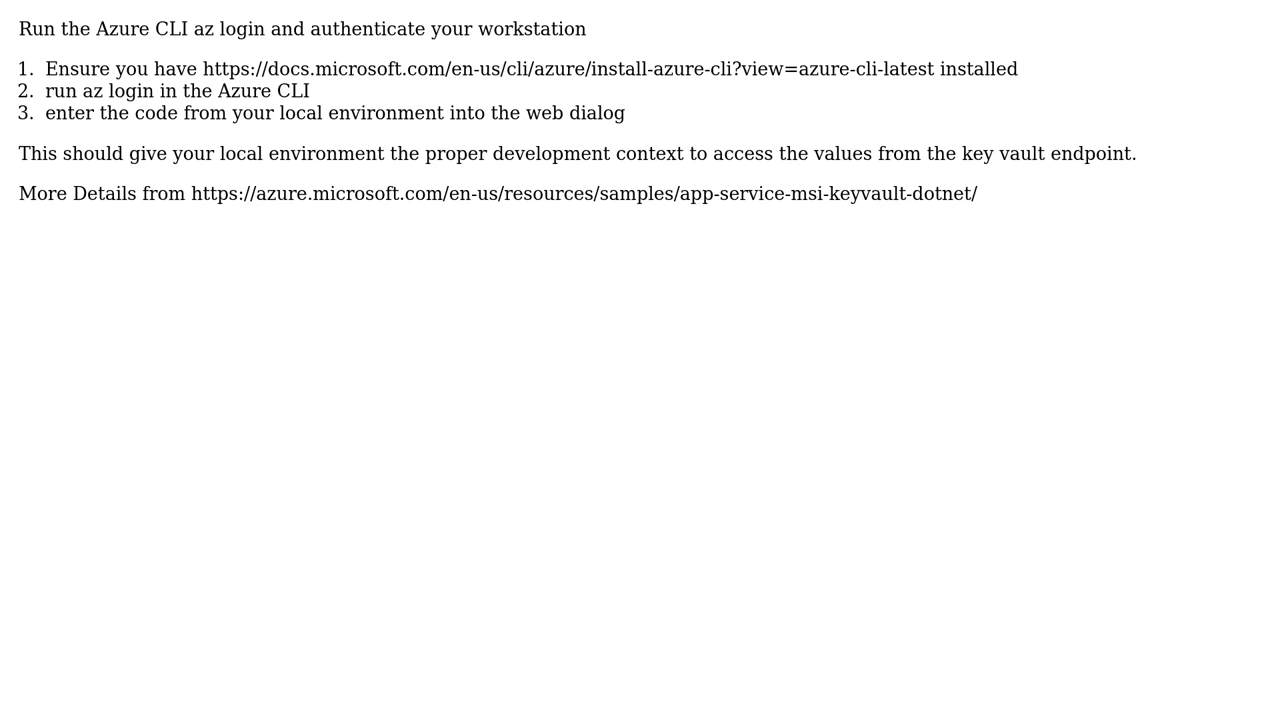 Run the Azure CLI az login and authenticate your workstation
1. Ensure you have https://docs.microsoft.com/en-us/cli/azure/install-azure-cli?view=azure-cli-latest installed
2. run az login in the Azure CLI
3. enter the code from your local environment into the web dialog
This should give your local environment the proper development context to access the values from the key vault endpoint.
More Details from https://azure.microsoft.com/en-us/resources/samples/app-service-msi-keyvault-dotnet/